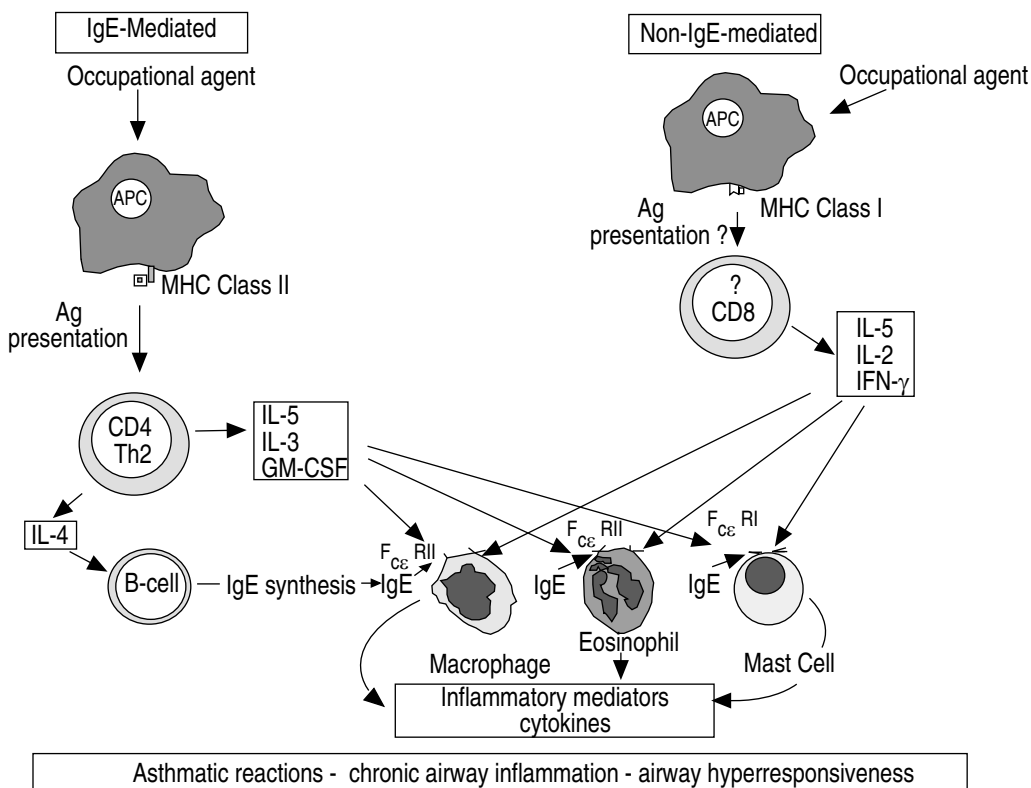 IgE-Mediated
Occupational agent
APC
MHC Class II
Ag
presentation
CD4
Th2
IL-5
IL-3
GM-CSF
IL-4
B-cell
IgE synthesis
IgE
Fcε RII
Macrophage
Non-IgE-mediated
Occupational agent
APC
MHC Class I
Ag
presentation ?
?
CD8
IL-5
IL-2
IFN-γ
Fcε RII
IgE
Eosinophil
Fcε RI
IgE
Mast Cell
Inflammatory mediators
cytokines
Asthmatic reactions - chronic airway inflammation - airway hyperresponsiveness